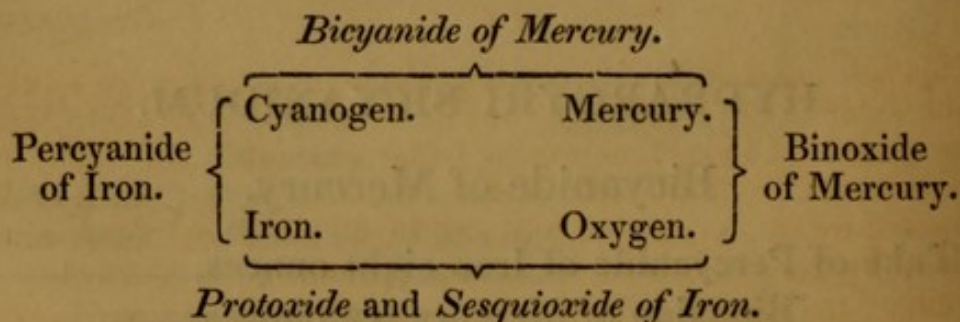 Bicyanide of Mercury.
Cyanogen. Mercury.
Percyanide Binoxide
of Iron. of Mercury.
Iron. Oxygen.
Protoxide and Sesquioxide of Iron.